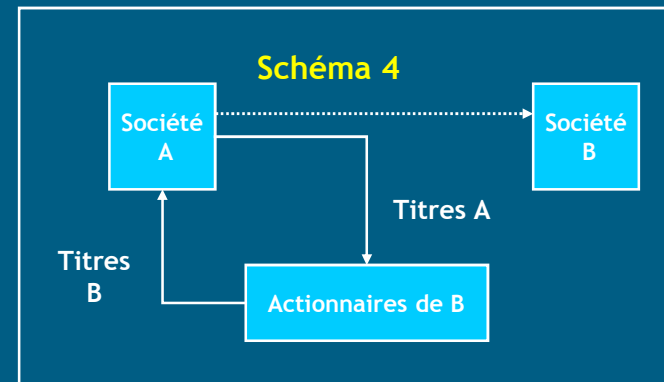 Schéma 4
Société
A
Société
B
Titres A
Titres
B
Actionnaires de B